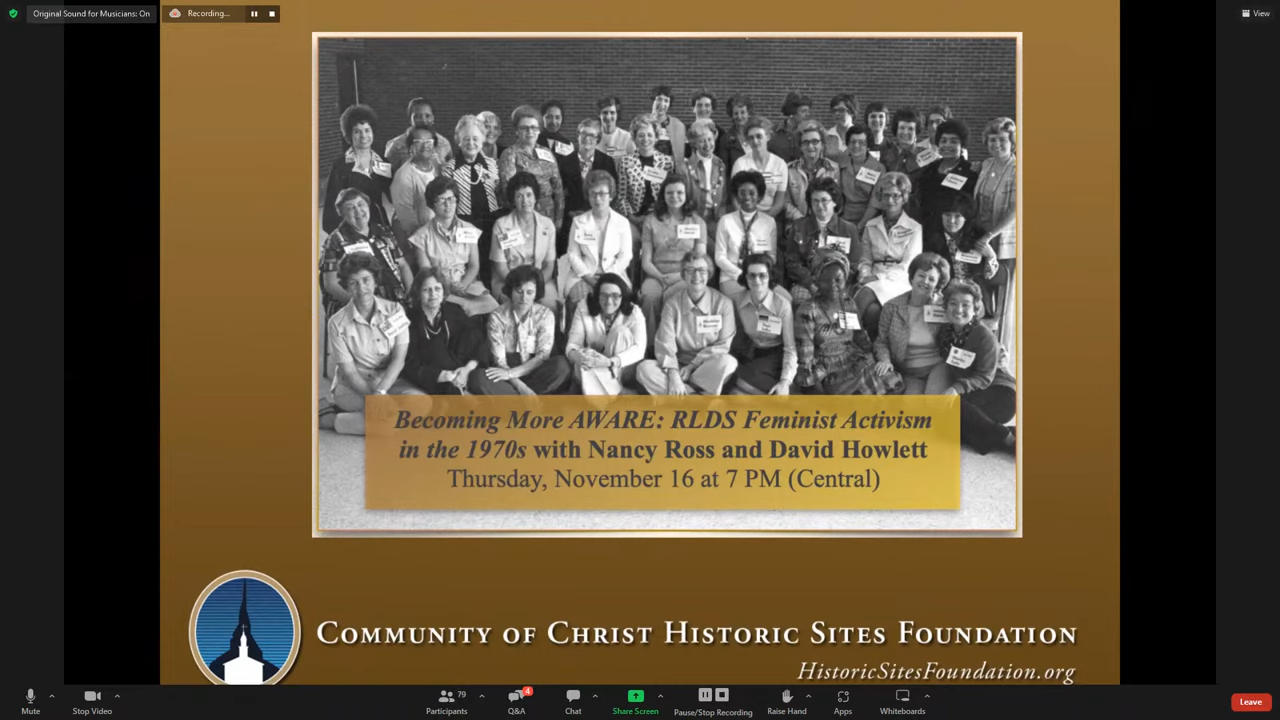 Original Sound for Musicians: On
Recording...
View
Becoming More AWARE: RLDS Feminist Activism
in the 1970s with Nancy Ross and David Howlett
Thursday, November 16 at 7 PM (Central)
Community of Christ Historic Sites Foundation
HistoricSitesFoundation.org
Mute
Stop Video
Participants
79
Q&A
4
Chat
Share Screen
Pause/Stop Recording
Raise Hand
Apps
Whiteboards
Leave